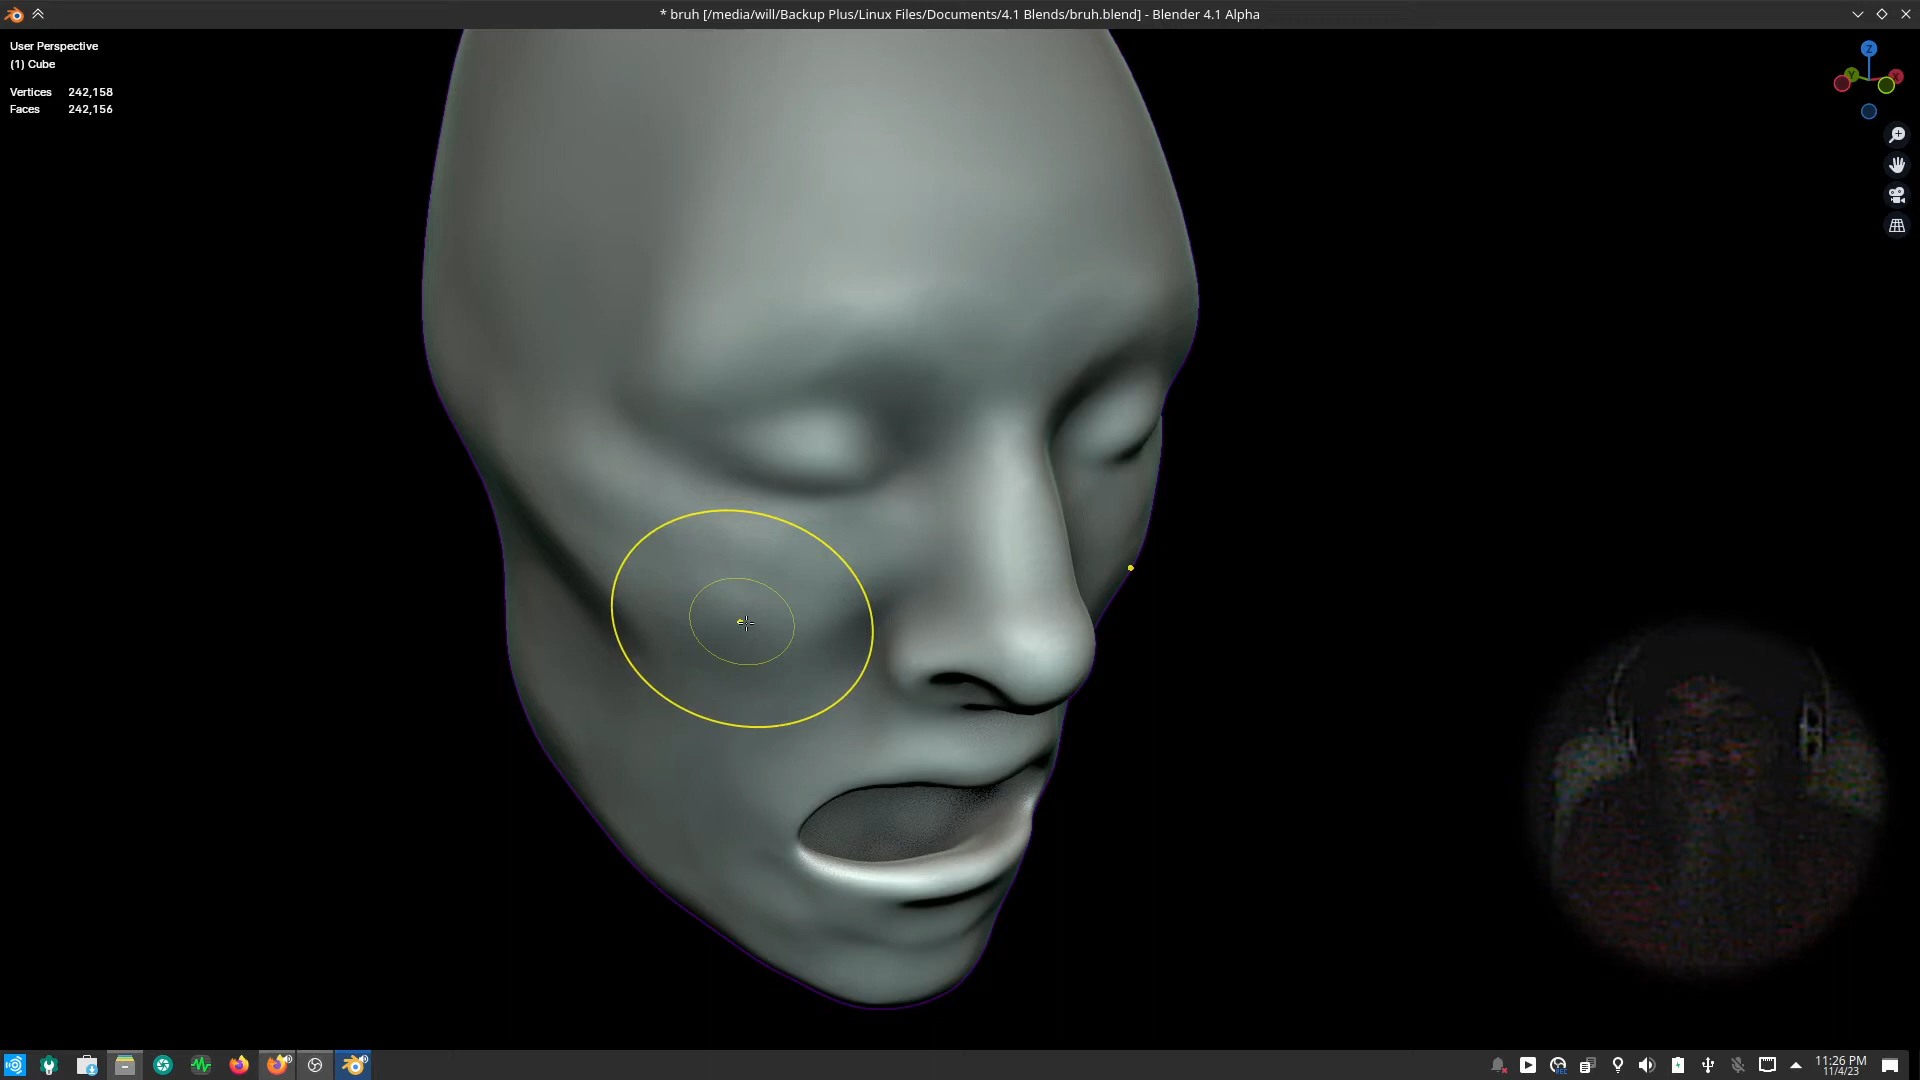 * bruh [/media/will/Backup Plus/Linux Files/Documents/4.1 Blends/bruh.blend] - Blender 4.1 Alpha
User Perspective
(1) Cube
Vertices 242,158
Faces 242,156
Z
Y
X
REC
11:26 PM
11/4/23